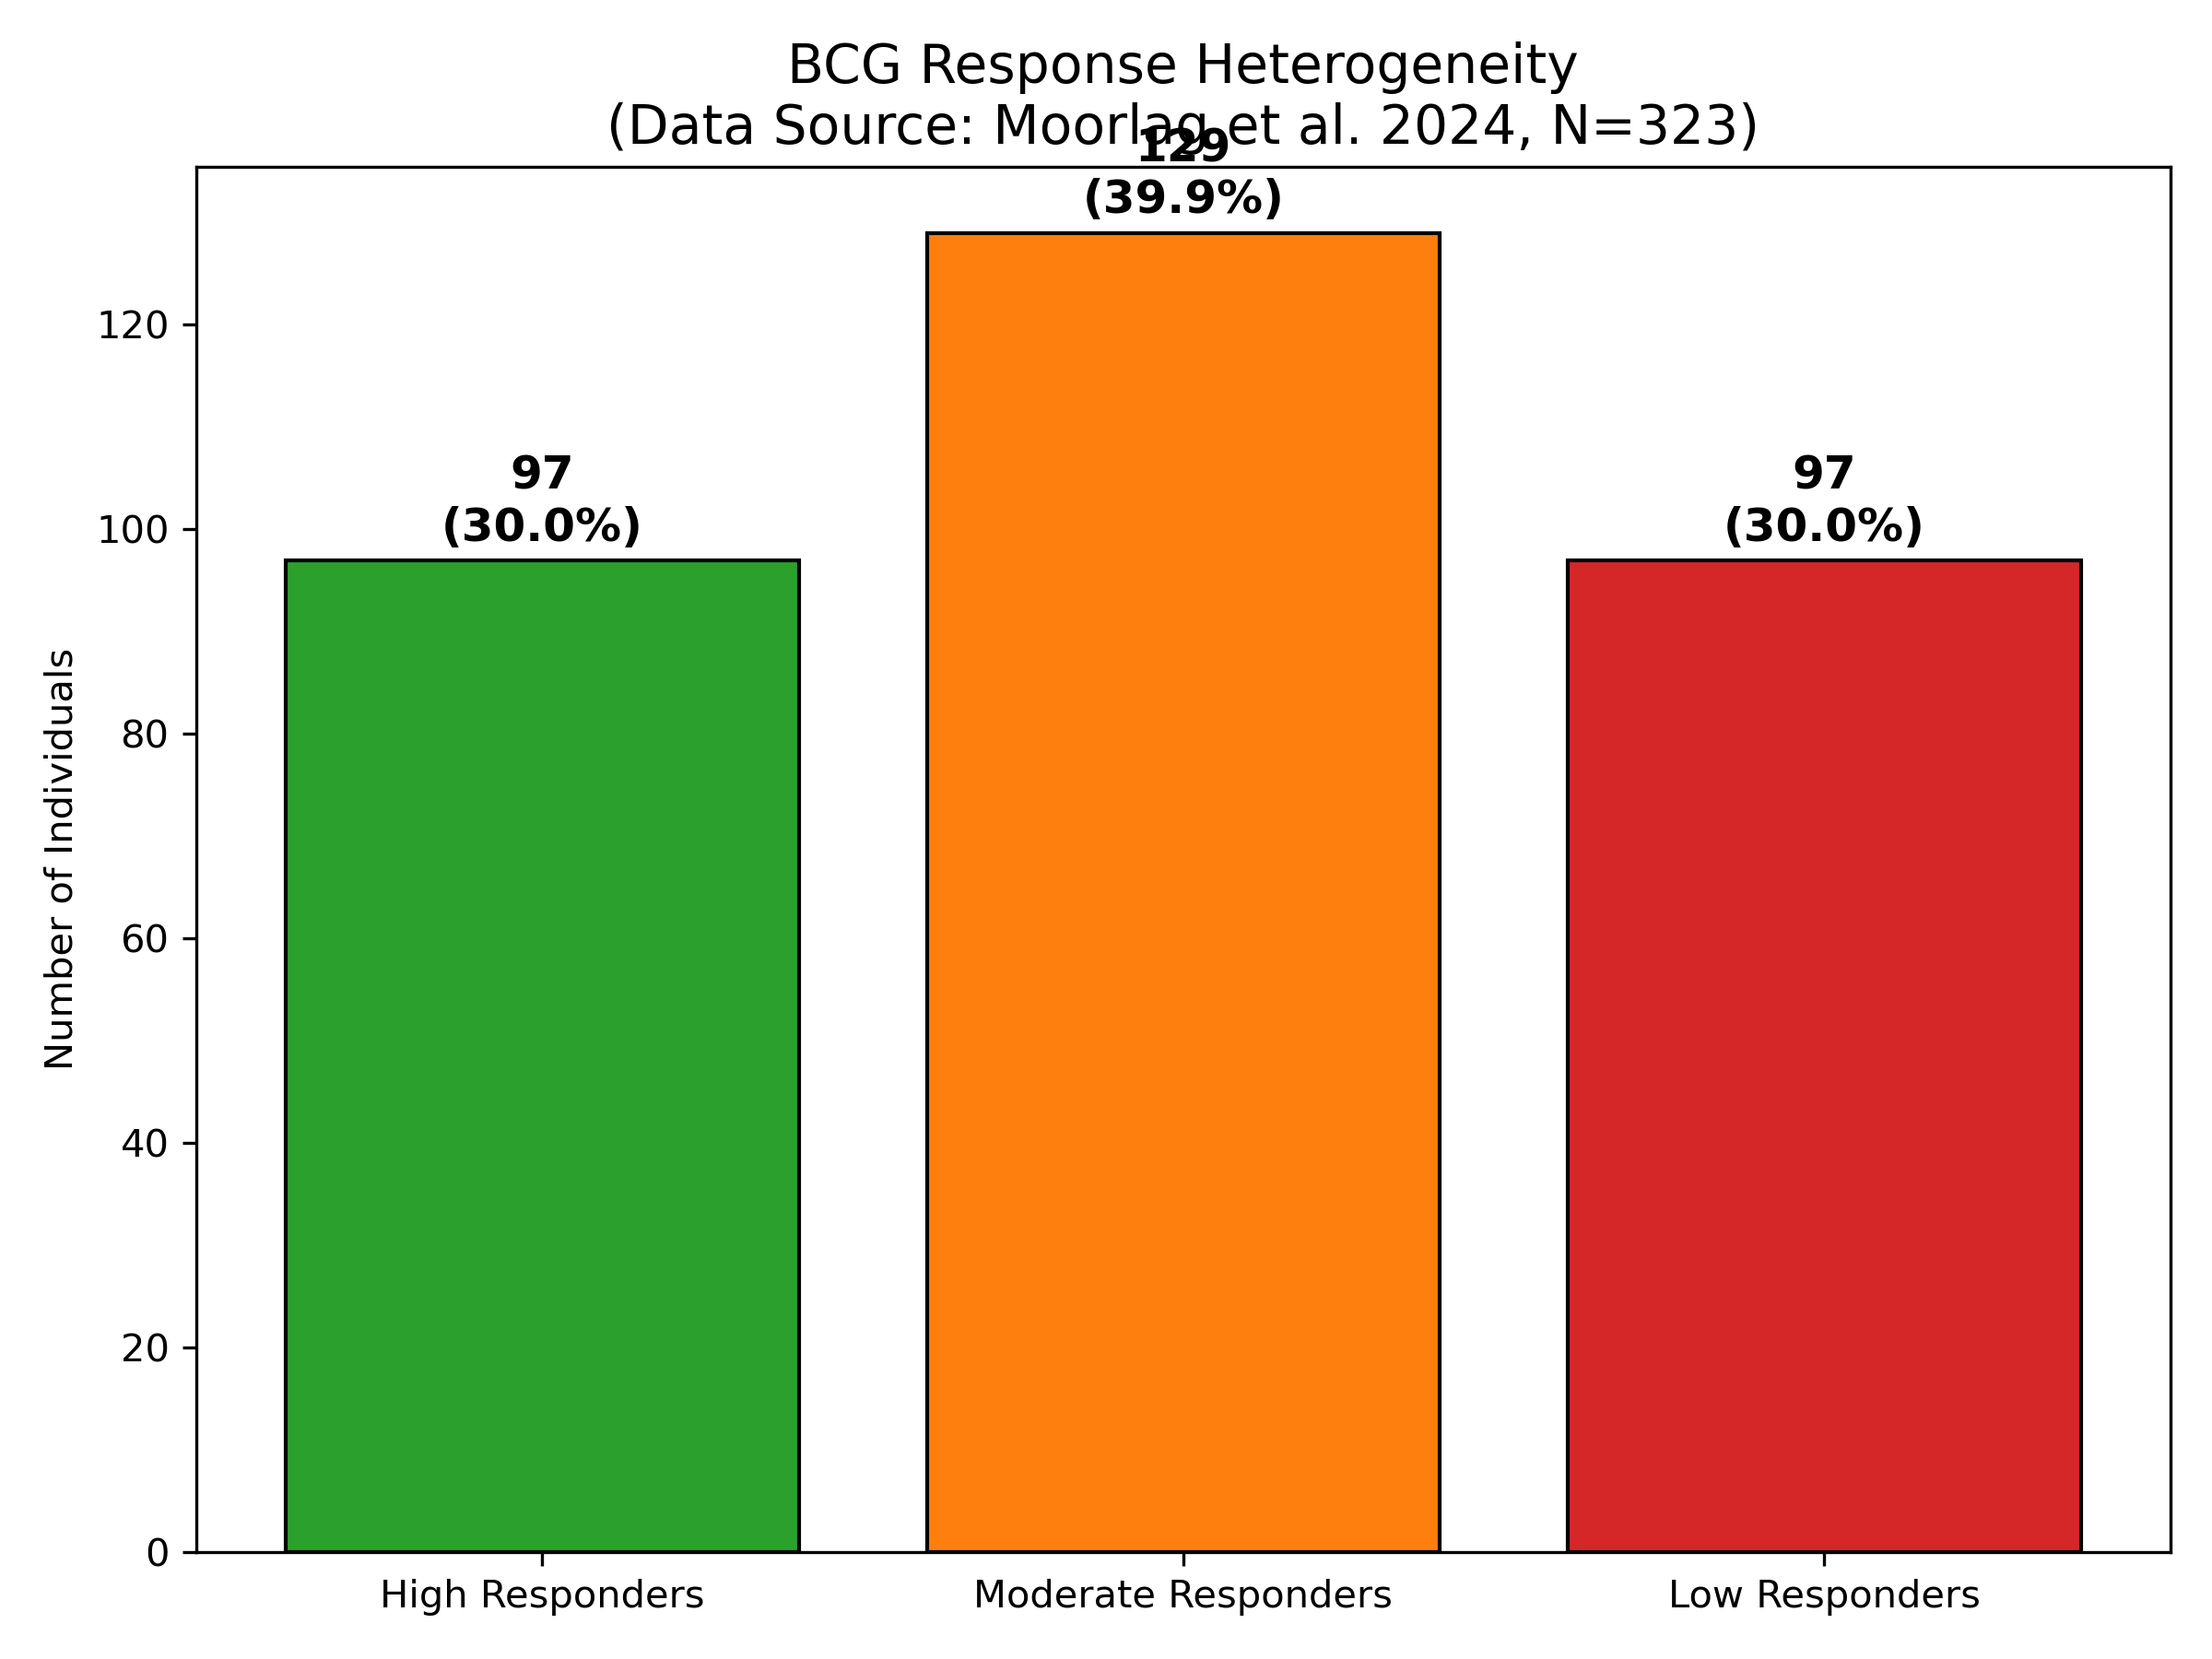 BCG Response Heterogeneity
(Data Source: Moorlag et al. 2024, N=323)
129
(39.9%)
97
(30.0%)
97
(30.0%)
120
100
80
60
40
20
0
Number of Individuals
High Responders
Moderate Responders
Low Responders